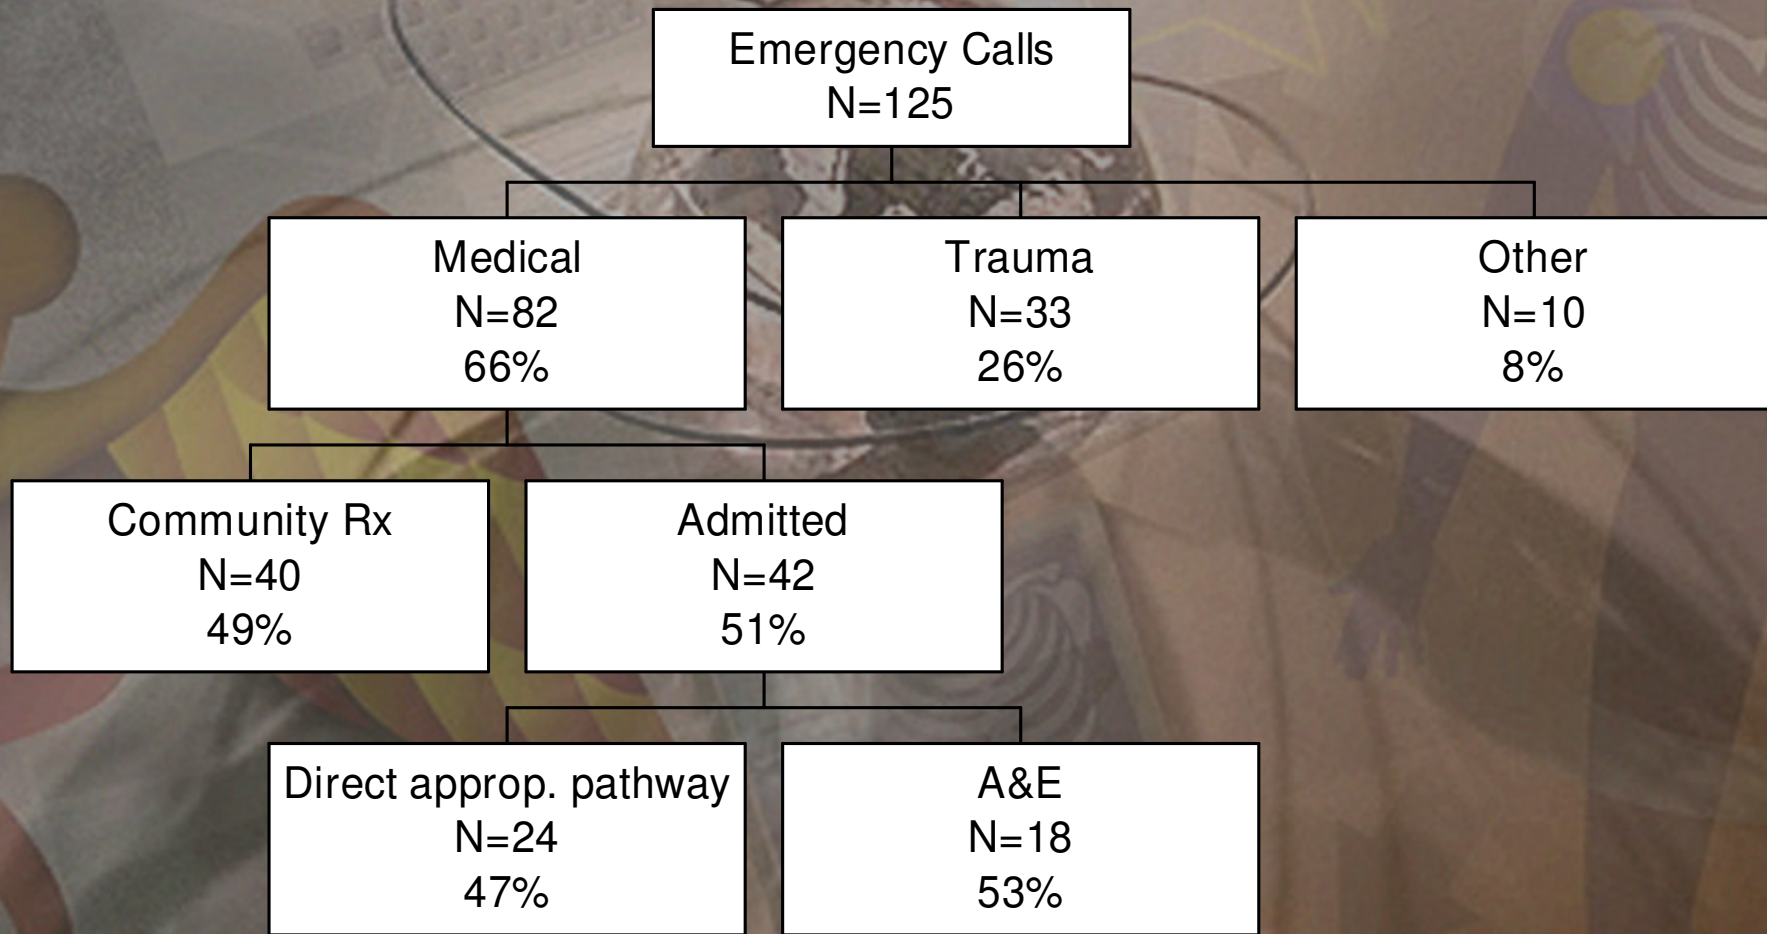 Emergency Calls
N=125
Medical
N=82
66%
Trauma
N=33
26%
Other
N=10
8%
Community Rx
N=40
49%
Admitted
N=42
51%
Direct approp. pathway
N=24
47%
A&E
N=18
53%